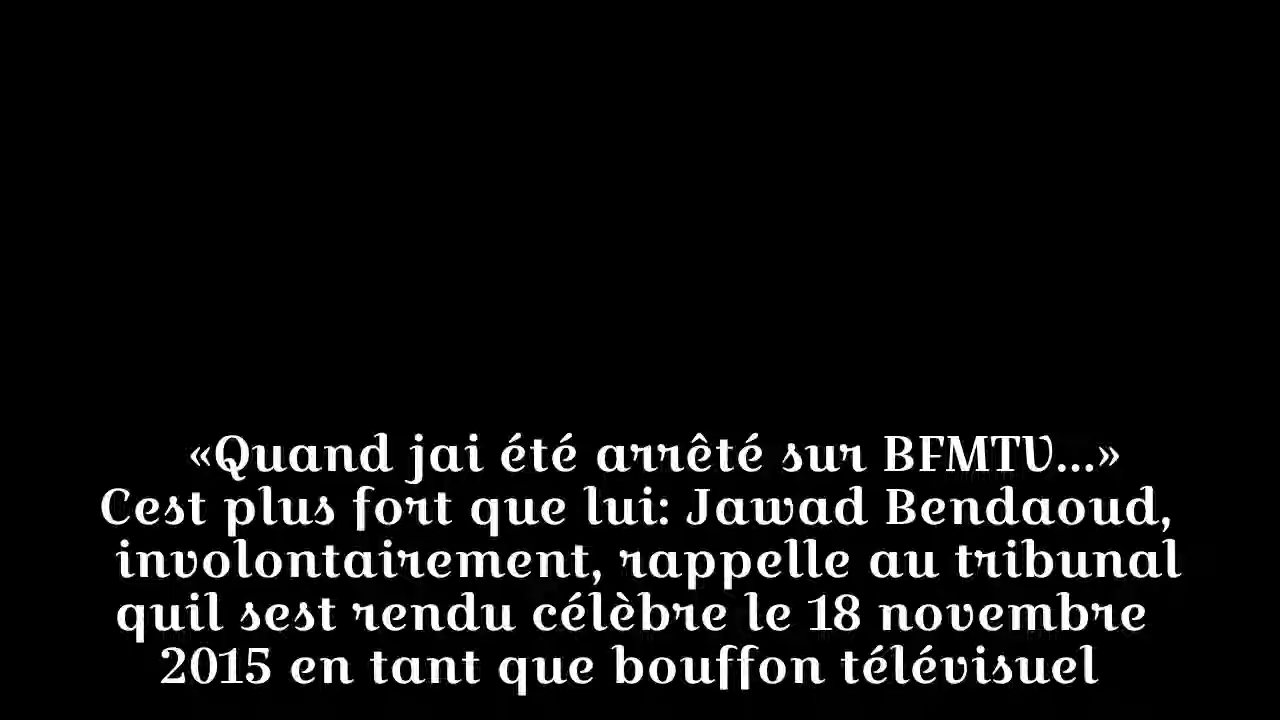 «Quand jai été arrêté sur BFMTV...»
Cest plus fort que lui: Jawad Bendaoud,
involontairement, rappelle au tribunal
quil sest rendu célèbre le 18 novembre
2015 en tant que bouffon télévisuel